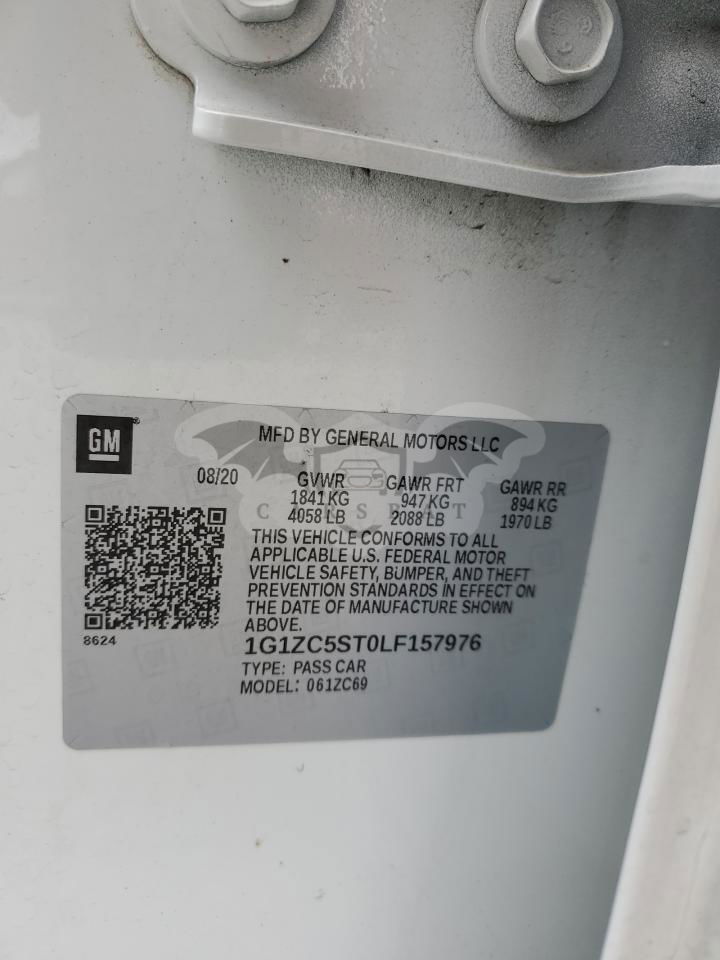 GM
MFD BY GENERAL MOTORS LLC
08/20 GVWR GAWR FRT GAWR RR
1841 KG 947 KG 894 KG
4058 LB 2088 LB 1970 LB
THIS VEHICLE CONFORMS TO ALL
APPLICABLE U.S. FEDERAL MOTOR
VEHICLE SAFETY, BUMPER, AND THEFT
PREVENTION STANDARDS IN EFFECT ON
THE DATE OF MANUFACTURE SHOWN
ABOVE.
8624
1G1ZC5ST0LF157976
TYPE: PASS CAR
MODEL: 061ZC69